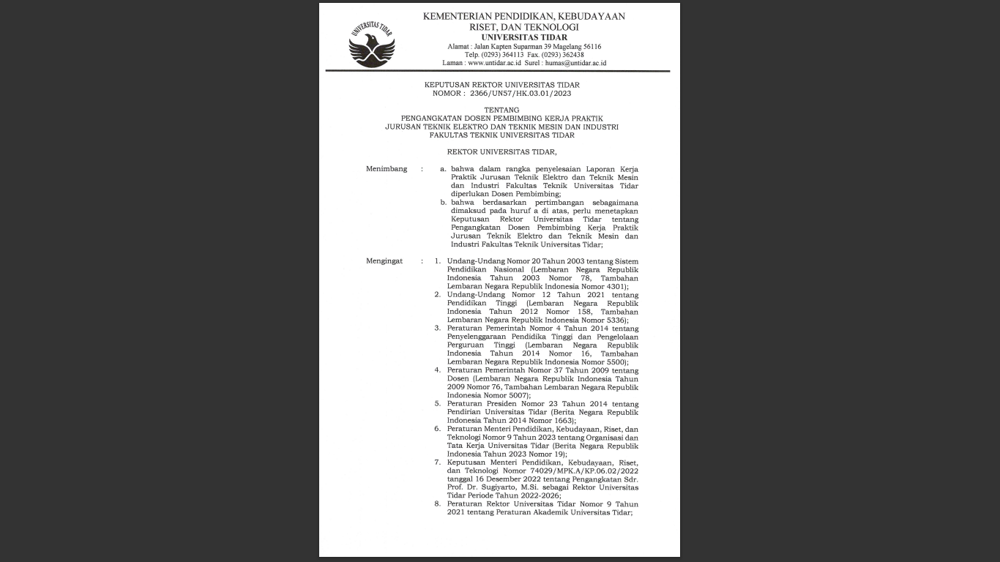 UNIVERSITAS TIDAR
KEMENTERIAN PENDIDIKAN, KEBUDAYAAN
RISET, DAN TEKNOLOGI
UNIVERSITAS TIDAR
Alamat : Jalan Kapten Suparman 39 Magelang 56116
Telp. (0293) 364113 Fax. (0293) 362438
Laman : www.untidar.ac.id Surel : humas@untidar.ac.id
KEPUTUSAN REKTOR UNIVERSITAS TIDAR
NOMOR : 2366/UN57/HK.03.01/2023
TENTANG
PENGANGKATAN DOSEN PEMBIMBING KERJA PRAKTIK
JURUSAN TEKNIK ELEKTRO DAN TEKNIK MESIN DAN INDUSTRI
FAKULTAS TEKNIK UNIVERSITAS TIDAR
REKTOR UNIVERSITAS TIDAR,
Menimbang : a. bahwa dalam rangka penyelesaian Laporan Kerja
Praktik Jurusan Teknik Elektro dan Teknik Mesin
dan Industri Fakultas Teknik Universitas Tidar
diperlukan Dosen Pembimbing;
b. bahwa berdasarkan pertimbangan sebagaimana
dimaksud pada huruf a di atas, perlu menetapkan
Keputusan Rektor Universitas Tidar tentang
Pengangkatan Dosen Pembimbing Kerja Praktik
Jurusan Teknik Elektro dan Teknik Mesin dan
Industri Fakultas Teknik Universitas Tidar;
Mengingat : 1. Undang-Undang Nomor 20 Tahun 2003 tentang Sistem
Pendidikan Nasional (Lembaran Negara Republik
Indonesia Tahun 2003 Nomor 78, Tambahan
Lembaran Negara Republik Indonesia Nomor 4301);
2. Undang-Undang Nomor 12 Tahun 2021 tentang
Pendidikan Tinggi (Lembaran Negara Republik
Indonesia Tahun 2012 Nomor 158, Tambahan
Lembaran Negara Republik Indonesia Nomor 5336);
3. Peraturan Pemerintah Nomor 4 Tahun 2014 tentang
Penyelenggaraan Pendidika Tinggi dan Pengelolaan
Perguruan Tinggi (Lembaran Negara Republik
Indonesia Tahun 2014 Nomor 16, Tambahan
Lembaran Negara Republik Indonesia Nomor 5500);
4. Peraturan Pemerintah Nomor 37 Tahun 2009 tentang
Dosen (Lembaran Negara Republik Indonesia Tahun
2009 Nomor 76, Tambahan Lembaran Negara Republik
Indonesia Nomor 5007);
5. Peraturan Presiden Nomor 23 Tahun 2014 tentang
Pendirian Universitas Tidar (Berita Negara Republik
Indonesia Tahun 2014 Nomor 1663);
6. Peraturan Menteri Pendidikan, Kebudayaan, Riset, dan
Teknologi Nomor 9 Tahun 2023 tentang Organisasi dan
Tata Kerja Universitas Tidar (Berita Negara Republik
Indonesia Tahun 2023 Nomor 19);
7. Keputusan Menteri Pendidikan, Kebudayaan, Riset,
dan Teknologi Nomor 74029/MPK.A/KP.06.02/2022
tanggal 16 Desember 2022 tentang Pengangkatan Sdr.
Prof. Dr. Sugiyarto, M.Si. sebagai Rektor Universitas
Tidar Periode Tahun 2022-2026;
8. Peraturan Rektor Universitas Tidar Nomor 9 Tahun
2021 tentang Peraturan Akademik Universitas Tidar;